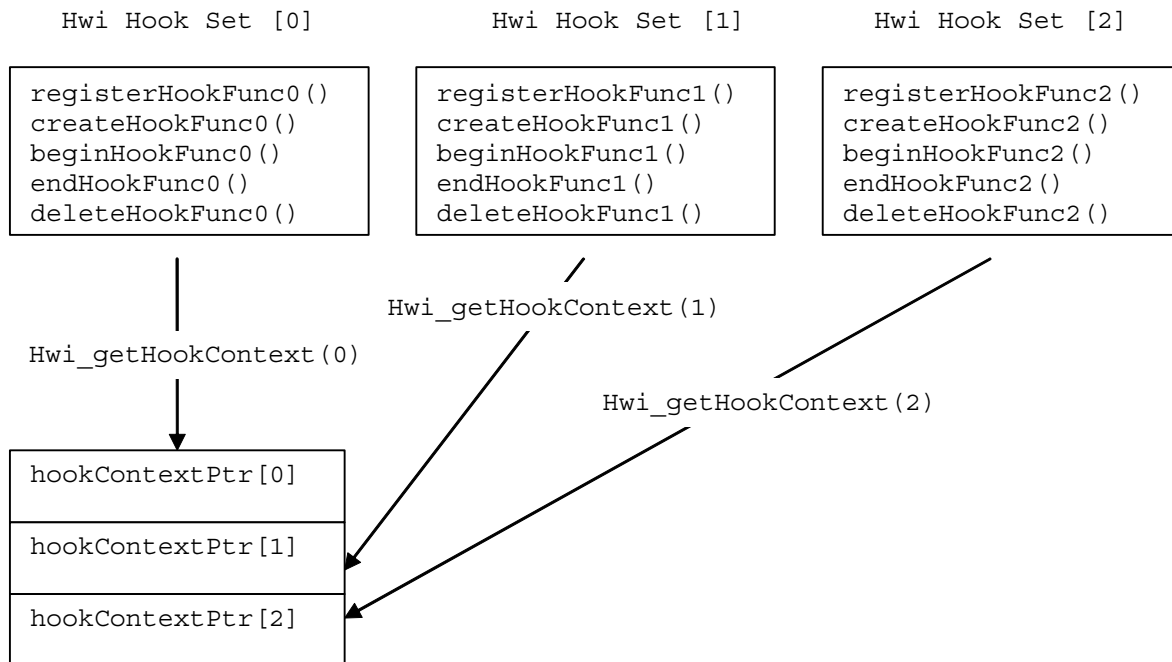 Hwi Hook Set [0]
Hwi Hook Set [1]
Hwi Hook Set [2]
registerHookFunc0()
createHookFunc0()
beginHookFunc0()
endHookFunc0()
deleteHookFunc0()
registerHookFunc1()
createHookFunc1()
beginHookFunc1()
endHookFunc1()
deleteHookFunc1()
registerHookFunc2()
createHookFunc2()
beginHookFunc2()
endHookFunc2()
deleteHookFunc2()
Hwi_getHookContext(0)
Hwi_getHookContext(1)
Hwi_getHookContext(2)
hookContextPtr[0]
hookContextPtr[1]
hookContextPtr[2]